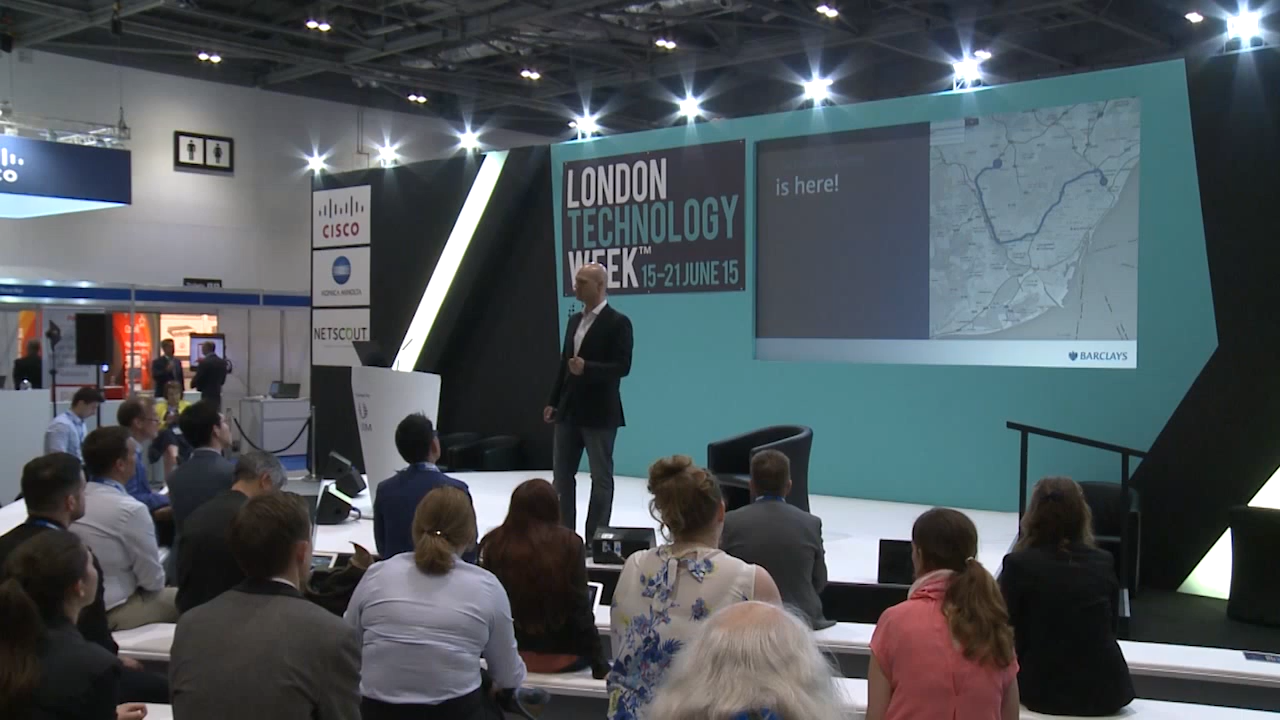 CISCO
KONICA MINOLTA
NETSCOUT
LONDON
TECHNOLOGY
WEEK™
15-21 JUNE 15
is here!
BARCLAYS